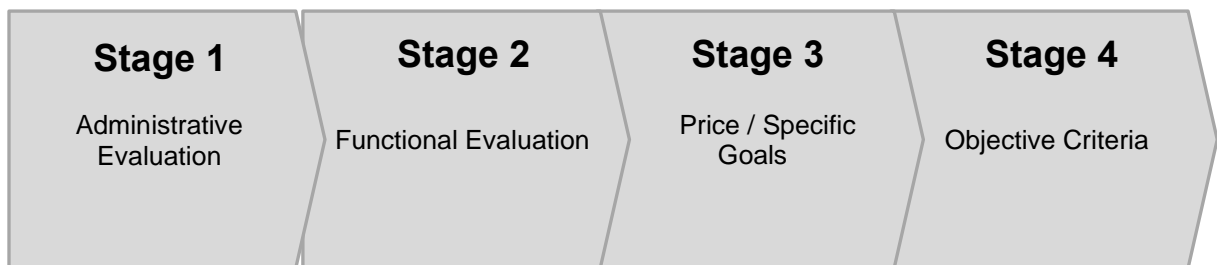 Stage 1
Administrative
Evaluation
Stage 2
Functional Evaluation
Stage 3
Price / Specific
Goals
Stage 4
Objective Criteria